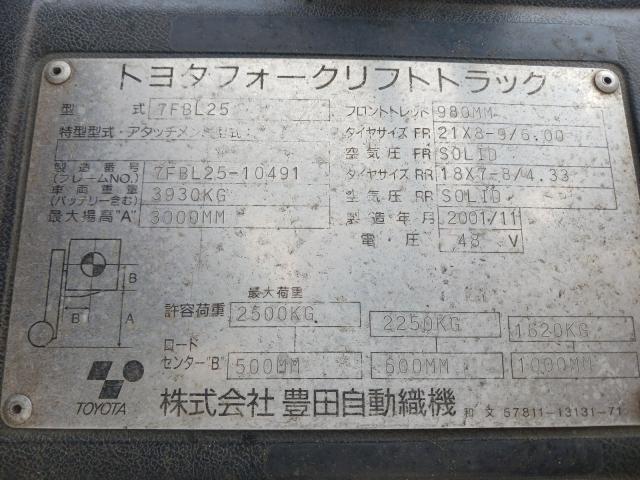 トヨタフォークリフトトラック
型式 7FBL25
フロントトレッド 980MM
特型型式・アタッチメント型式
タイヤサイズ FR 21X8-9/6.00
空気圧 FR SOLID
製造番号 (フレームNO.) 7FBL25-10491
タイヤサイズ RR 18X7-8/4.33
車両重量 (バッテリー含む) 3930KG
空気圧 RR SOLID
最大揚高"A" 3000MM
製造年月 2001/11
電圧 48 V
B
B
A
最大荷重
許容荷重 2500KG 2250KG 1620KG
ロード
センター"B" 500MM 600MM 1000MM
TOYOTA
株式会社 豊田自動織機
和文 57811-13131-71